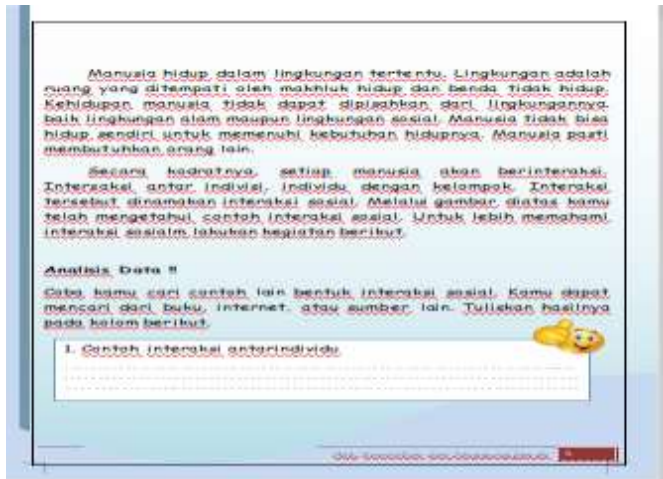 Manusia hidup dalam lingkungan tertentu. Lingkungan adalah
ruang yang ditempati oleh makhluk hidup dan benda tidak hidup.
Kehidupan manusia tidak dapat dipisahkan dari lingkungannya
baik lingkungan alam maupun lingkungan sosial. Manusia tidak bisa
hidup sendiri untuk memenuhi kebutuhan hidupnya. Manusia pasti
membutuhkan orang lain.
Secara kodratnya, setiap manusia akan berinteraksi.
Intersaksi antar indivisi, individu dengan kelompok. Interaksi
tersebut dinamakan interaksi sosial. Melalui gambar diatas kamu
telah mengetahui contoh interaksi sosial. Untuk lebih memahami
interaksi sosialm lakukan kegiatan berikut.
Analisis Data !!
Coba kamu cari contoh lain bentuk interaksi sosial. Kamu dapat
mencari dari buku, internet, atau sumber lain. Tuliskan hasilnya
pada kolom berikut.
1. Contoh interaksi antarindividu